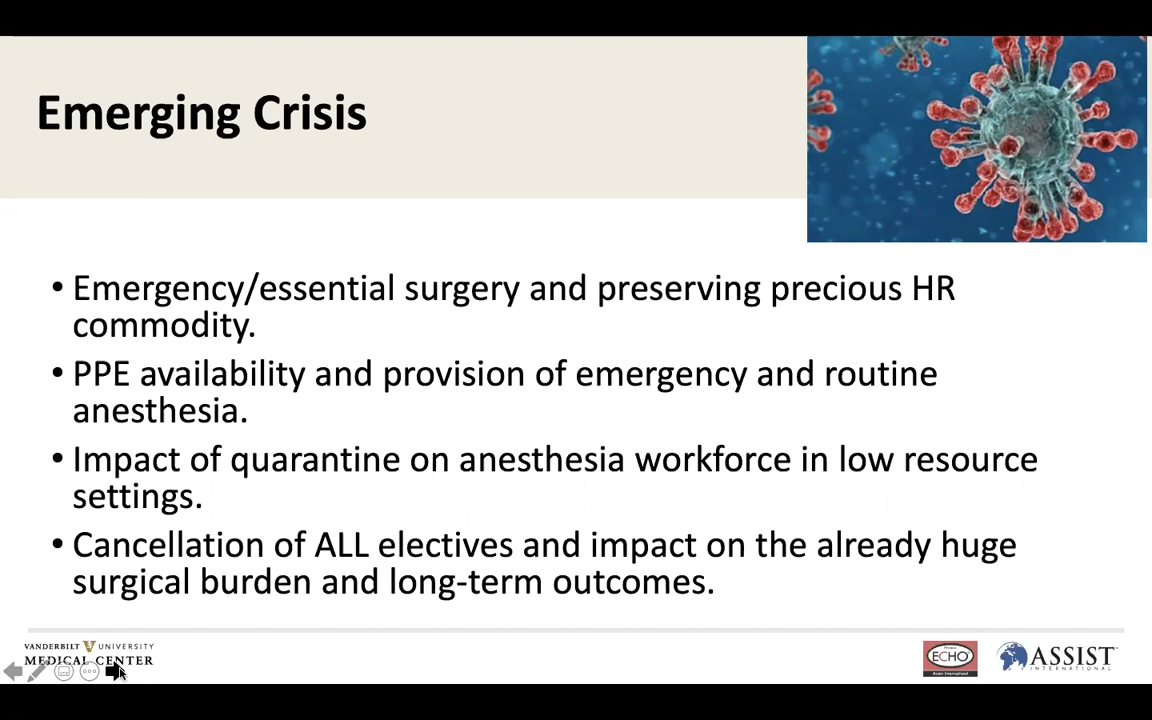 Emerging Crisis
• Emergency/essential surgery and preserving precious HR
commodity.
• PPE availability and provision of emergency and routine
anesthesia.
• Impact of quarantine on anesthesia workforce in low resource
settings.
• Cancellation of ALL electives and impact on the already huge
surgical burden and long-term outcomes.
VANDERBILT UNIVERSITY
MEDICAL CENTER
ECHO
ASSIST
INTERNATIONAL